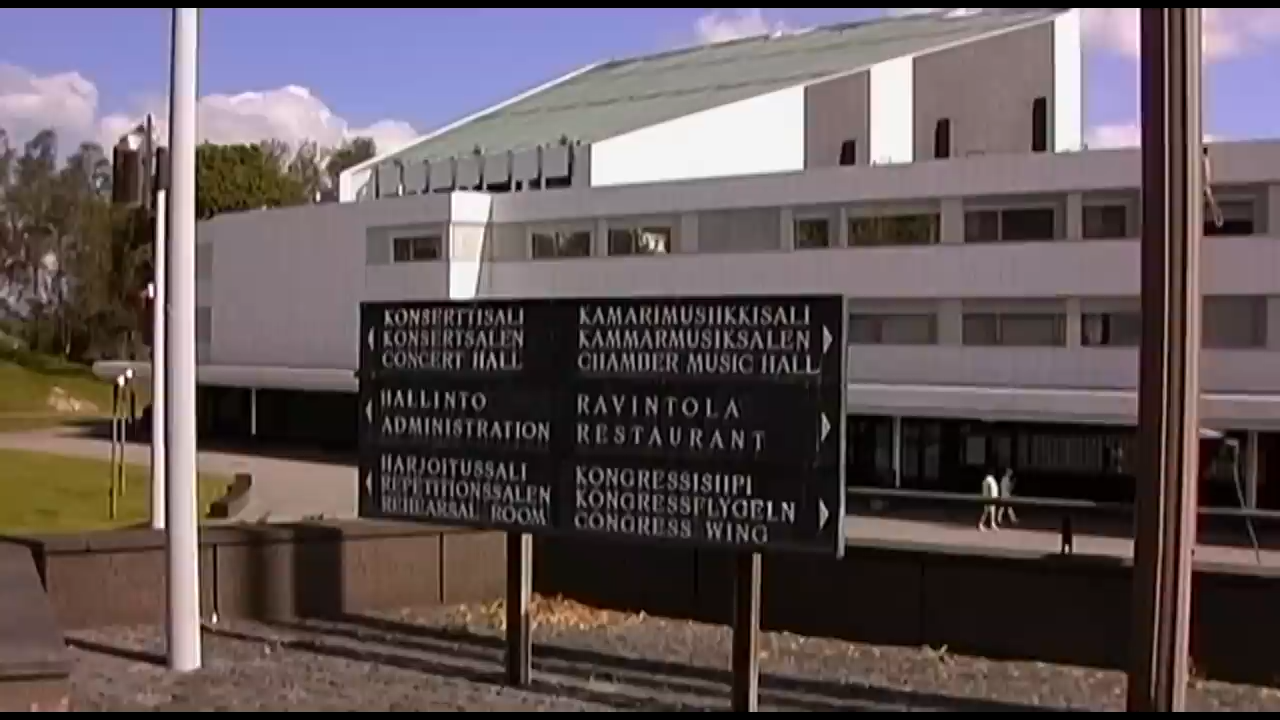 KONSERTTISALI
KONSERTSALEN
CONCERT HALL
HALLINTO
ADMINISTRATION
HARJOITUSSALI
REPETITIONSSALEN
REHEARSAL ROOM
KAMARIMUSIIKKISALI
KAMMARMUSIKSALEN
CHAMBER MUSIC HALL
RAVINTOLA
RESTAURANT
KONGRESSISIIPI
KONGRESSFLYGELN
CONGRESS WING